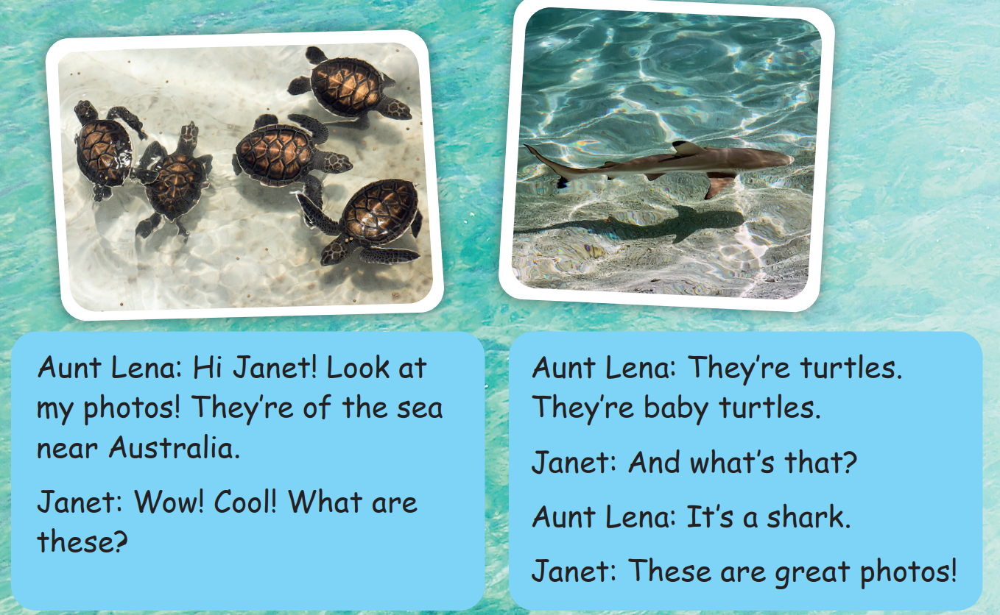 Aunt Lena: Hi Janet! Look at
my photos! They're of the sea
near Australia.
Janet: Wow! Cool! What are
these?
Aunt Lena: They're turtles.
They're baby turtles.
Janet: And what's that?
Aunt Lena: It's a shark.
Janet: These are great photos!